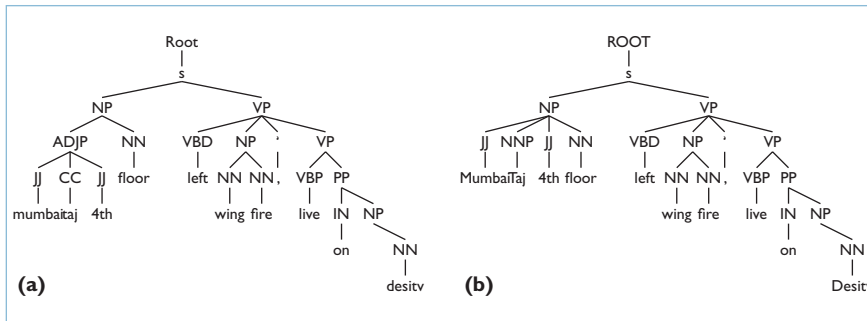 Root ROOT
s s
NP VP NP VP
ADJP NN VBD NP , VP JJ NNP JJ NN VBD NP , VP
JJ CC JJ floor left NN NN , VBP PP Mumbai Taj 4th floor left NN NN , VBP PP
mumbai taj 4th wing fire live IN NP wing fire live IN NP
on NN on NN
(a) desitv (b) Desitv